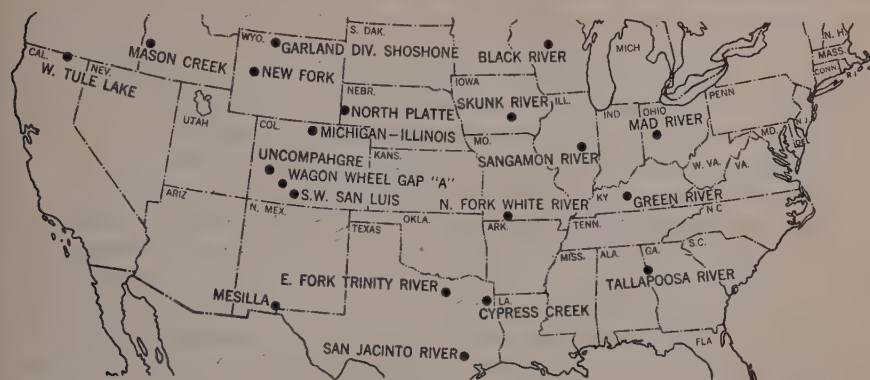 N. H.
S. DAK.
WYO. GARLAND DIV. SHOSHONE
BLACK RIVER
MICH
MASS.
CAL.
MASON CREEK
CONN
R I
W. TULE LAKE
NEV.
NEW FORK
IOWA
NEBR.
SKUNK RIVER
ILL.
IND
OHIO
PENN
NORTH PLATTE
MAD RIVER
N J
UTAH
COL.
MICHIGAN-ILLINOIS
MO.
MD.
DEL
UNCOMPAHGRE
KANS.
SANGAMON RIVER
W. VA.
VA.
WAGON WHEEL GAP "A"
ARIZ
S.W. SAN LUIS
N. FORK WHITE RIVER
KY
GREEN RIVER
N. MEX.
OKLA.
ARK.
TENN.
N C
TEXAS
MISS.
ALA.
GA.
S.C.
E. FORK TRINITY RIVER
TALLAPOOSA RIVER
MESILLA
LA.
CYPRESS CREEK
FLA
SAN JACINTO RIVER